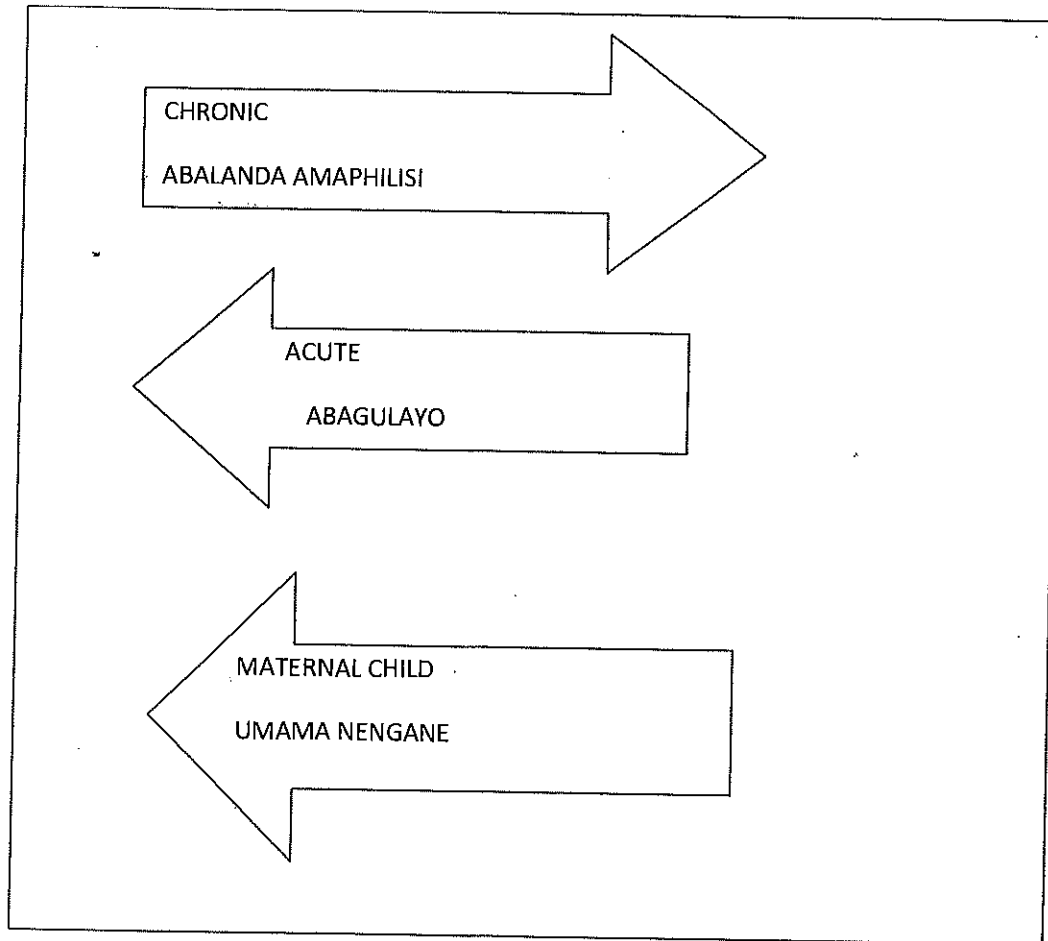 CHRONIC
ABALANDA AMAPHILISI
ACUTE
ABAGULAYO
MATERNAL CHILD
UMAMA NENGANE